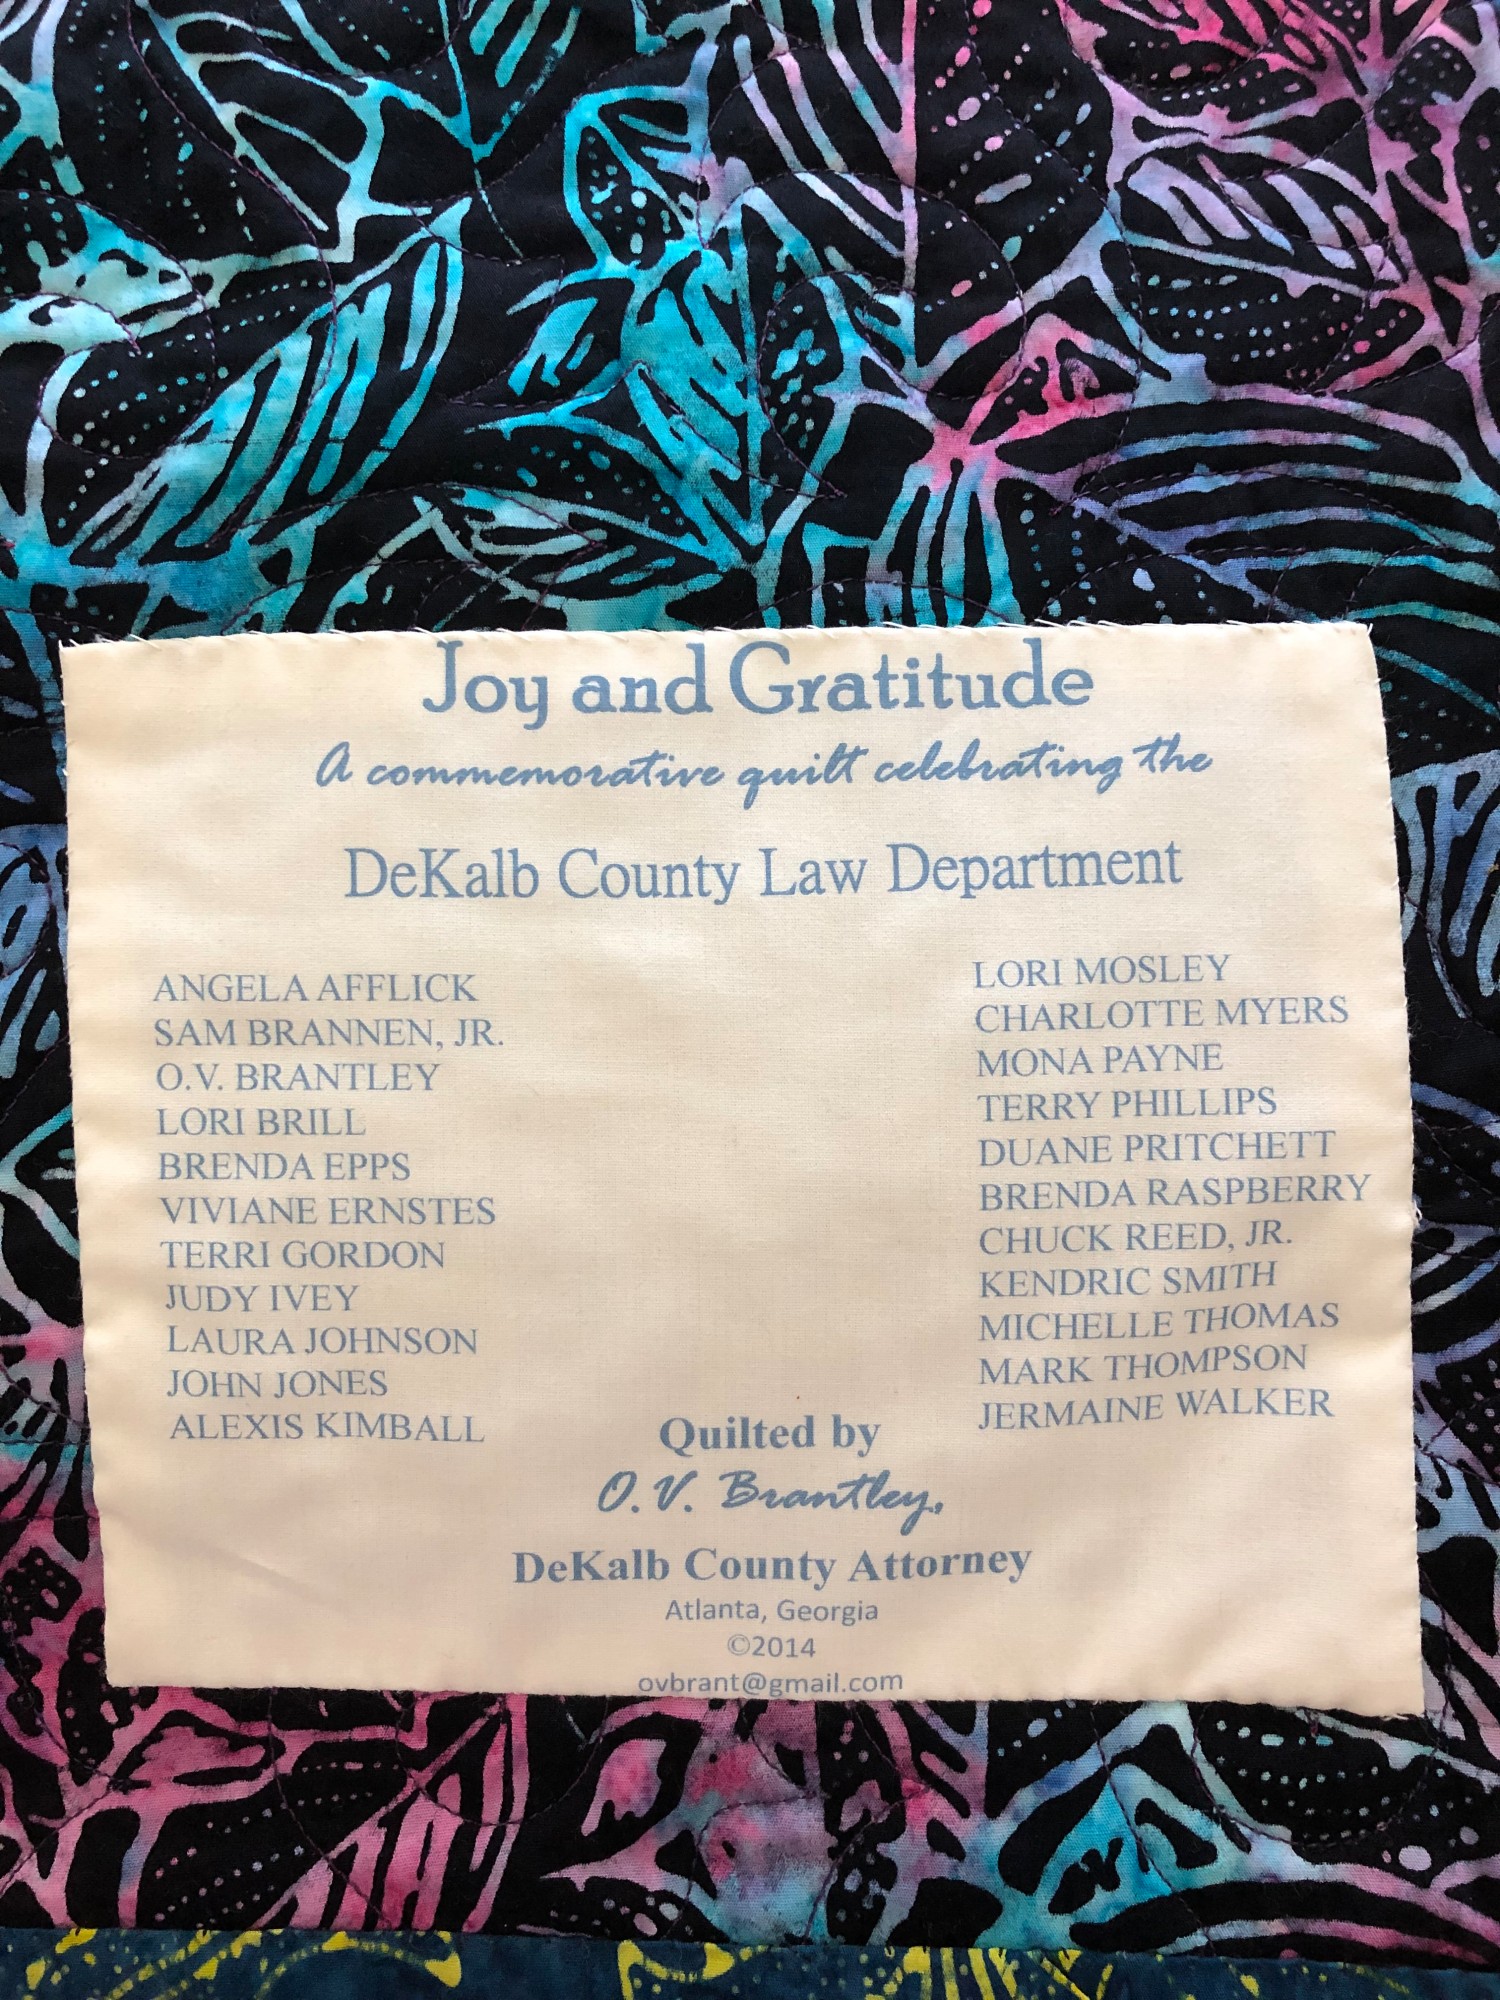 Joy and Gratitude
A commemorative quilt celebrating the
DeKalb County Law Department
ANGELA AFFLICK
SAM BRANNEN, JR.
O.V. BRANTLEY
LORI BRILL
BRENDA EPPS
VIVIANE ERNSTES
TERRI GORDON
JUDY IVEY
LAURA JOHNSON
JOHN JONES
ALEXIS KIMBALL
LORI MOSLEY
CHARLOTTE MYERS
MONA PAYNE
TERRY PHILLIPS
DUANE PRITCHETT
BRENDA RASPBERRY
CHUCK REED, JR.
KENDRIC SMITH
MICHELLE THOMAS
MARK THOMPSON
JERMAINE WALKER
Quilted by
O.V. Brantley,
DeKalb County Attorney
Atlanta, Georgia
©2014
ovbrant@gmail.com